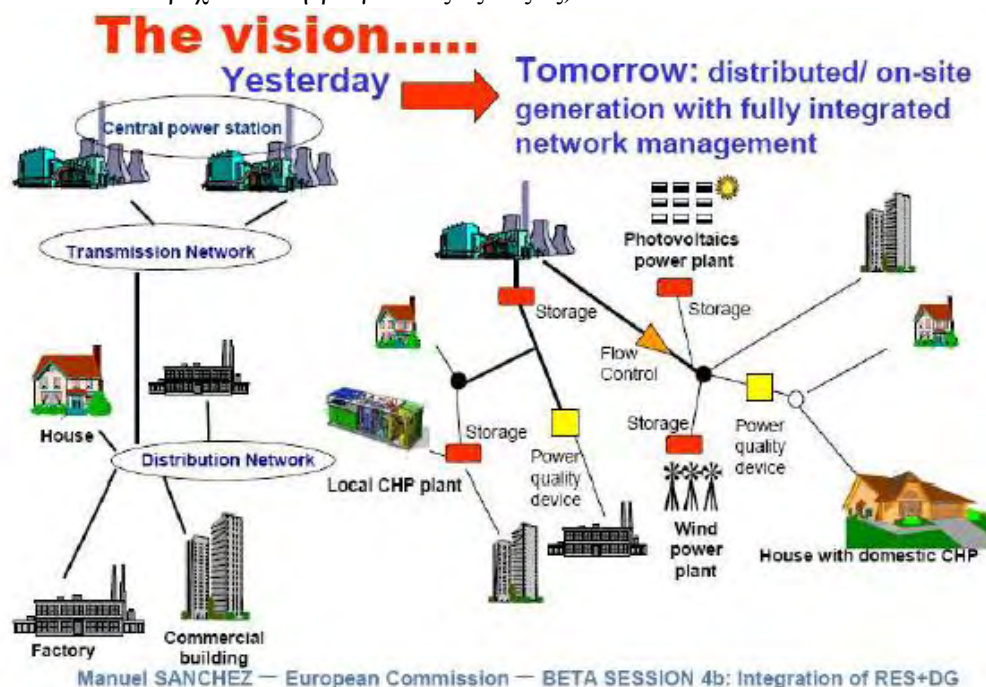 The vision.....
Yesterday
Tomorrow: distributed/ on-site
generation with fully integrated
network management
Central power station
Transmission Network
House
Distribution Network
Factory
Commercial
building
Photovoltaics
power plant
Storage
Storage
Flow
Control
Storage
Storage
Local CHP plant
Power
quality
device
Power
quality
device
Wind
power
plant
House with domestic CHP
Manuel SANCHEZ — European Commission — BETA SESSION 4b: Integration of RES+DG